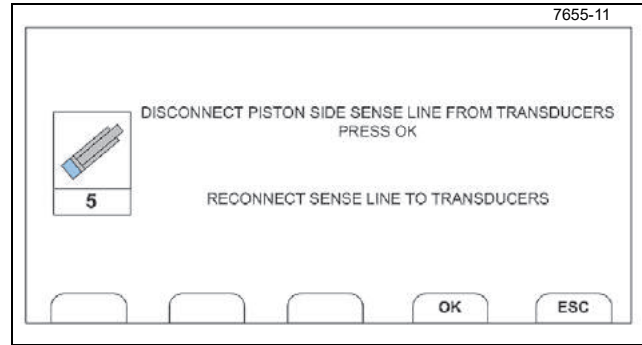 7655-11
DISCONNECT PISTON SIDE SENSE LINE FROM TRANSDUCERS
PRESS OK
5
RECONNECT SENSE LINE TO TRANSDUCERS
OK
ESC